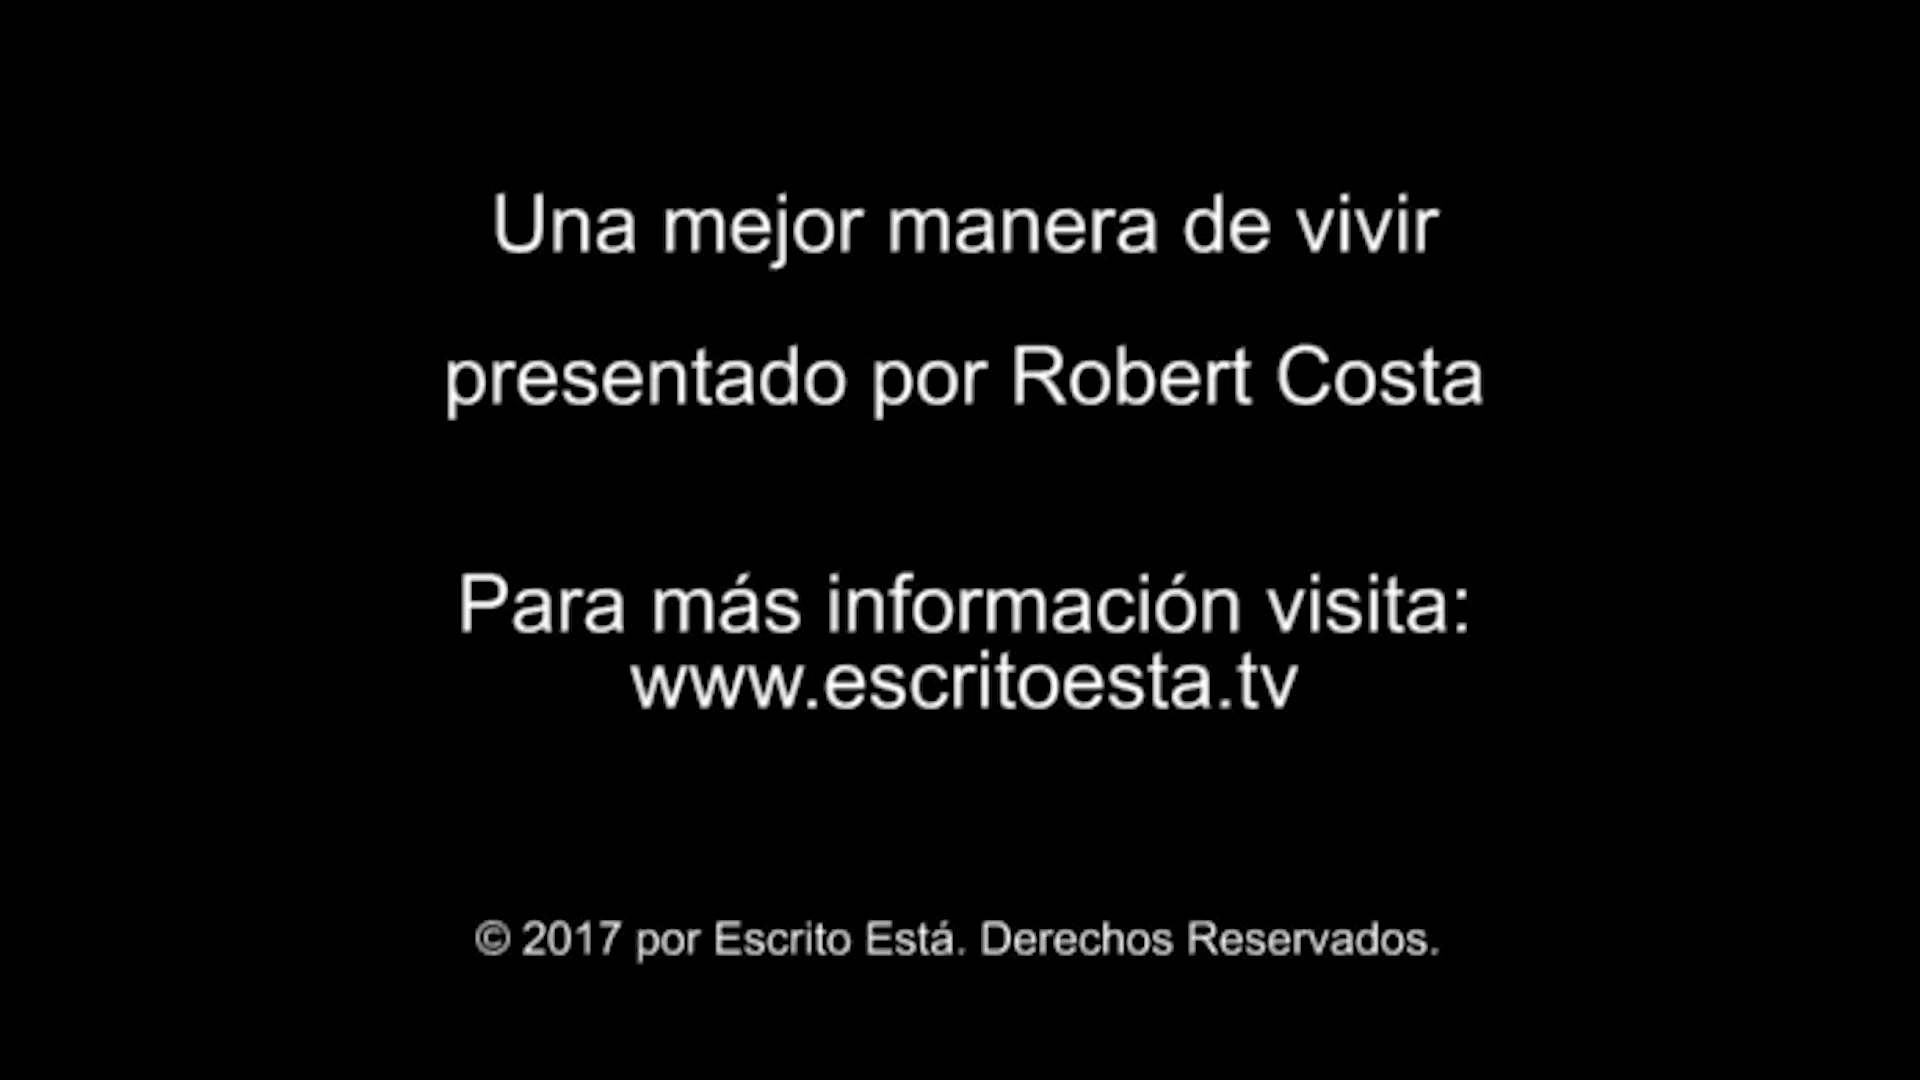 Una mejor manera de vivir
presentado por Robert Costa
Para más información visita:
www.escritoesta.tv
© 2017 por Escrito Está. Derechos Reservados.